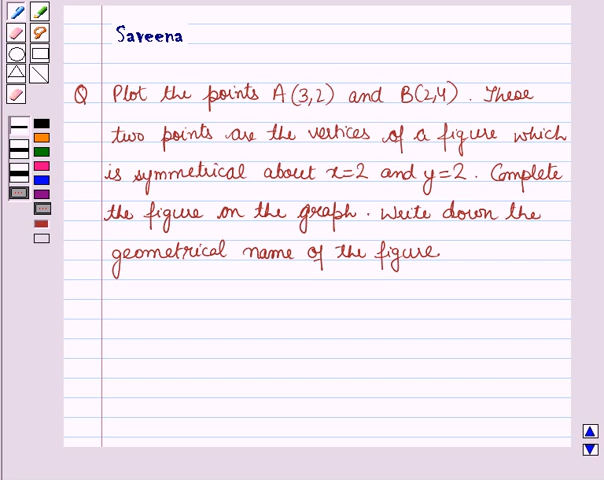 Saveena
Q Plot the points A(3,2) and B(2,4). These
two points are the vertices of a figure which
is symmetrical about x=2 and y=2. Complete
the figure on the graph. Write down the
geometrical name of the figure.